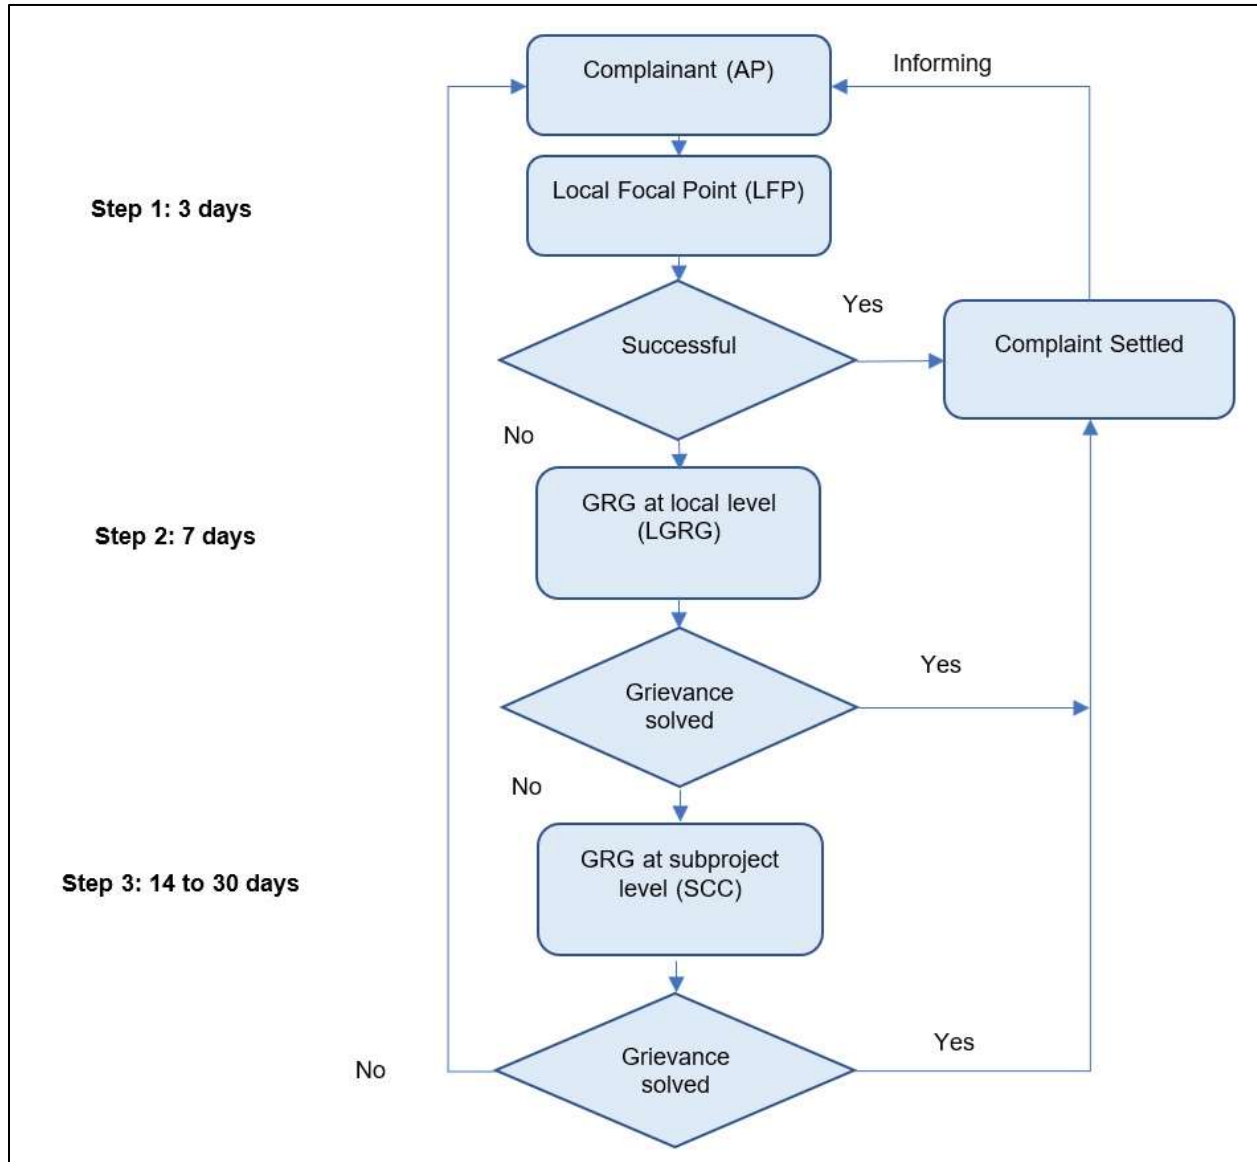 Complainant (AP)
Informing
Local Focal Point (LFP)
Step 1: 3 days
Yes
Successful
Complaint Settled
No
GRG at local level
(LGRG)
Step 2: 7 days
Yes
Grievance
solved
No
GRG at subproject
level (SCC)
Step 3: 14 to 30 days
Yes
Grievance
solved
No